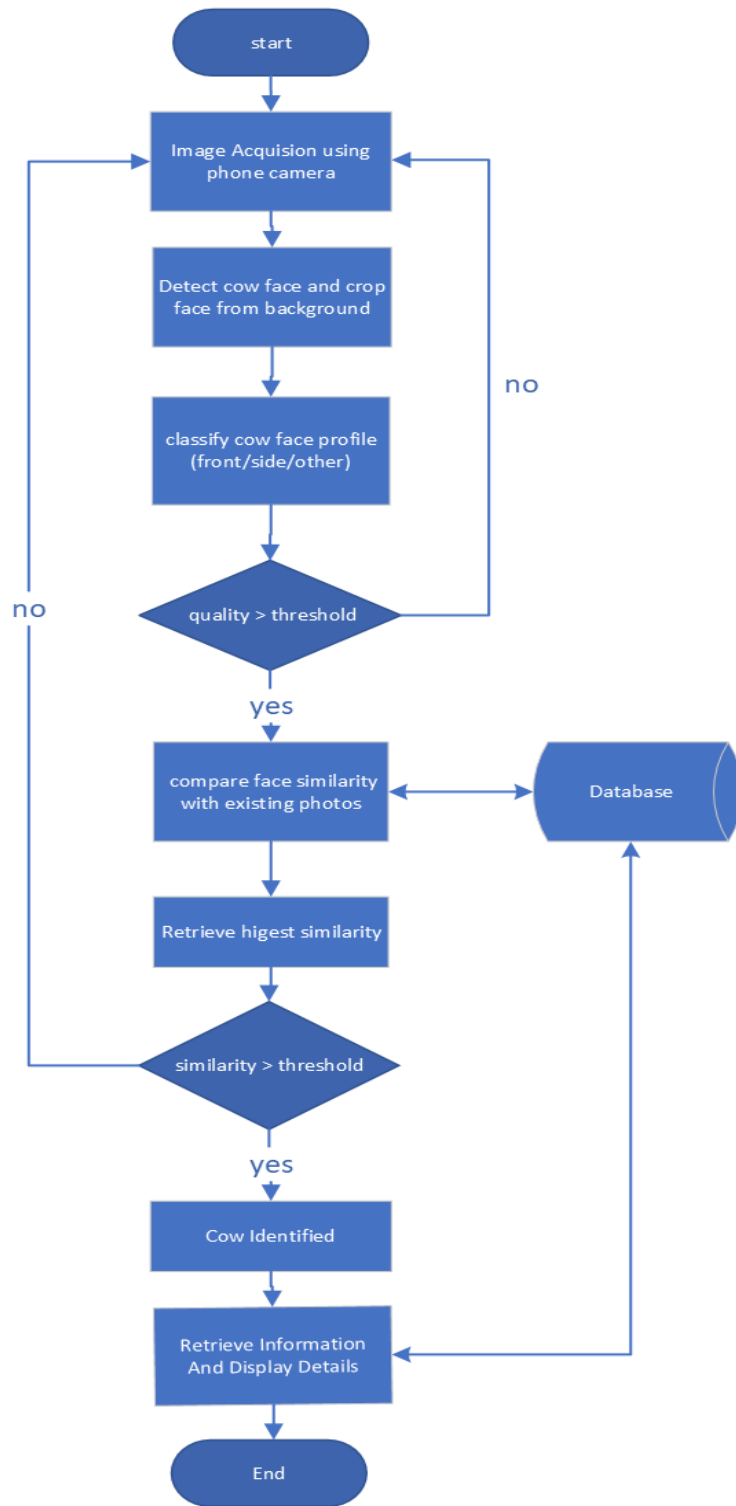 start
Image Acquision using
phone camera
Detect cow face and crop
face from background
no
classify cow face profile
(front/side/other)
no
quality > threshold
yes
compare face similarity
with existing photos
Database
Retrieve higest similarity
similarity > threshold
yes
Cow Identified
Retrieve Information
And Display Details
End